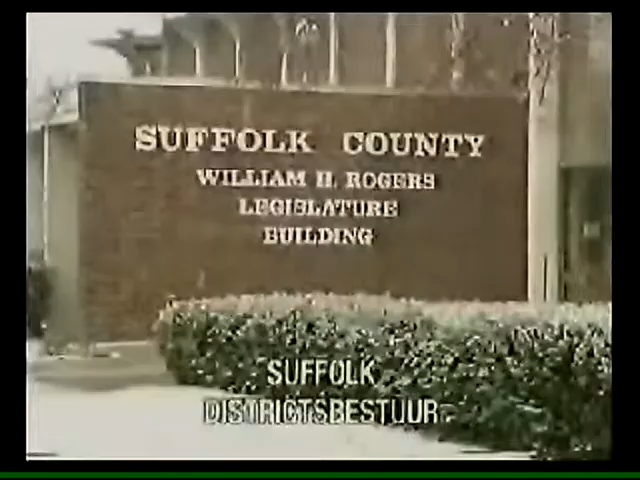 SUFFOLK COUNTY
WILLIAM H. ROGERS
LEGISLATURE
BUILDING
SUFFOLK
DISTRICTSBESTUUR